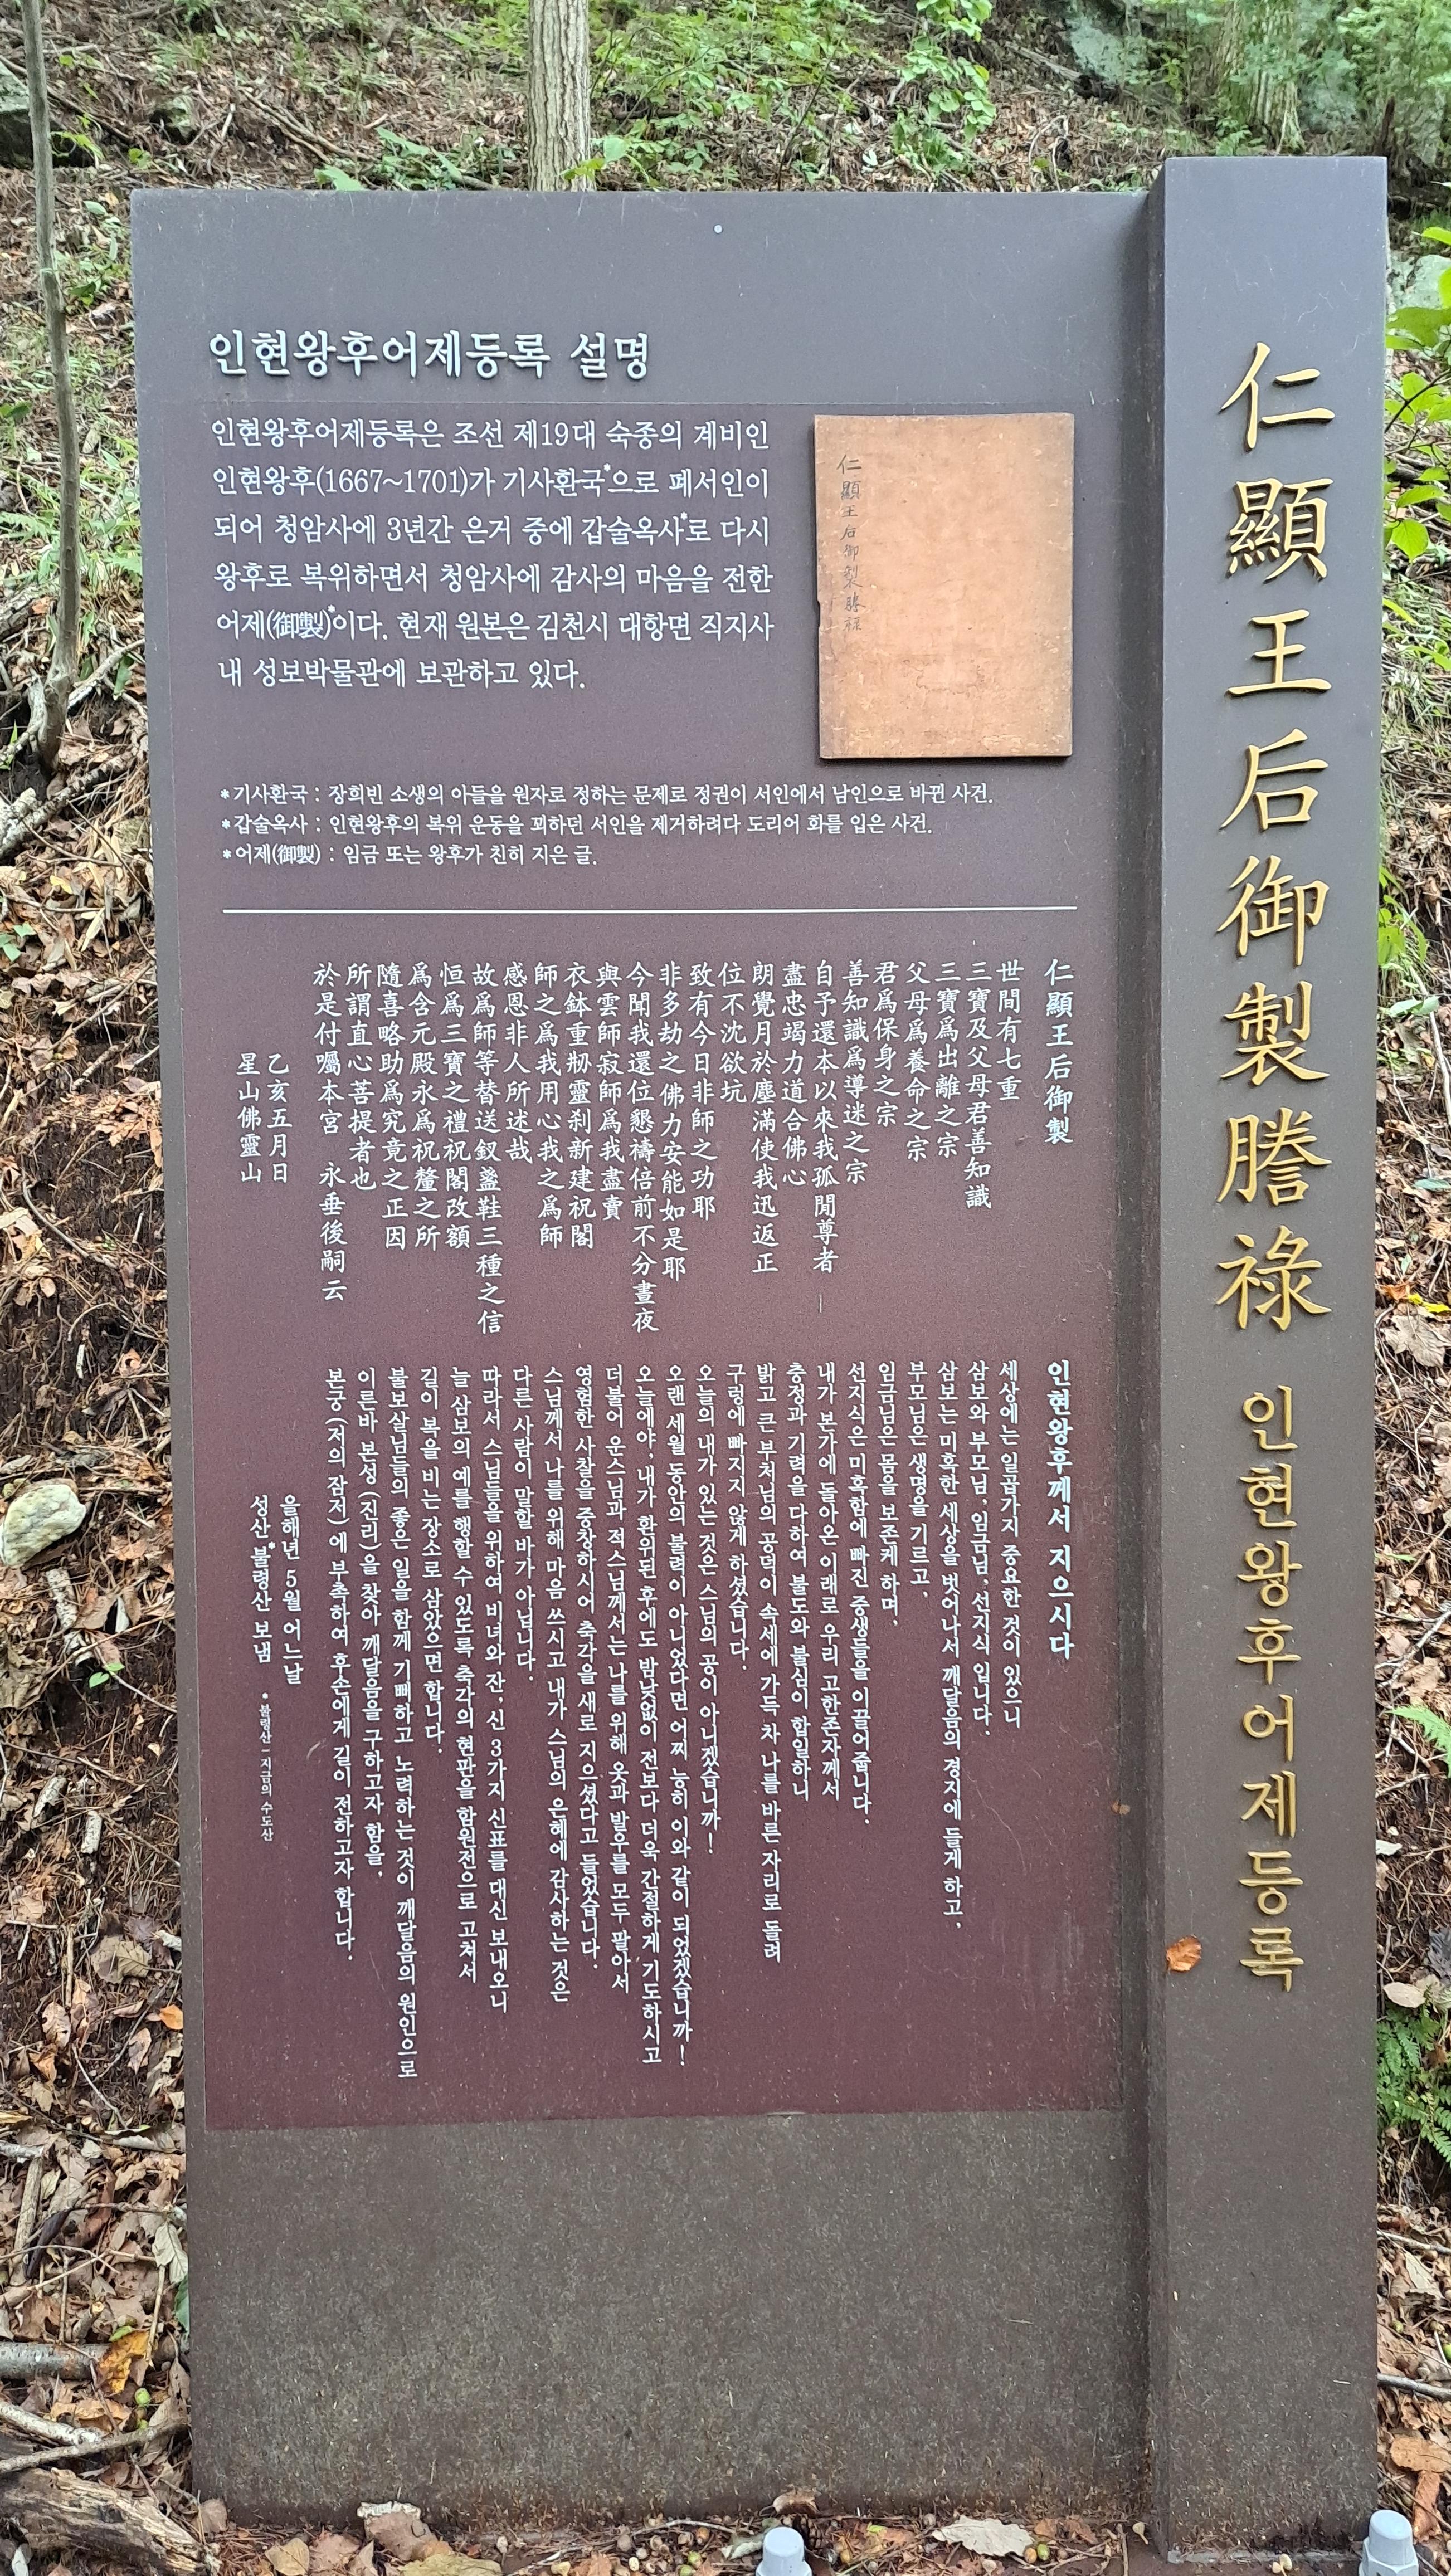 仁顯王后御製謄祿 인현왕후어제등록
인현왕후어제등록 설명
인현왕후어제등록은 조선 제19대 숙종의 계비인
인현왕후(1667~1701)가 기사환국*으로 폐서인이
되어 청암사에 3년간 은거 중에 갑술옥사*로 다시
왕후로 복위하면서 청암사에 감사의 마음을 전한
어제(御製)*이다. 현재 원본은 김천시 대항면 직지사
내 성보박물관에 보관하고 있다.
仁顯王后御製謄祿
*기사환국 : 장희빈 소생의 아들을 원자로 정하는 문제로 정권이 서인에서 남인으로 바뀐 사건.
*갑술옥사 : 인현왕후의 복위 운동을 꾀하던 서인을 제거하려다 도리어 화를 입은 사건.
*어제(御製) : 임금 또는 왕후가 친히 지은 글.
仁顯王后御製
世間有七重
三寶及父母君善知識
三寶爲出離之宗
父母爲養命之宗
君爲保身之宗
善知識爲導迷之宗
自予還本以來我孤閒尊者
盡忠竭力道合佛心
朗覺月於塵滿使我迅返正
位不沈欲坑
致有今日非師之功耶
非多劫之佛力安能如是耶
今聞我還位懇禱倍前不分晝夜
與雲師寂師爲我盡賣
衣鉢重刱靈刹新建祝閣
師之爲我用心我之爲師
感恩非人所述哉
故爲師等替送釵盞鞋三種之信
恒爲三寶之禮祝閣改額
爲含元殿永爲祝釐之所
隨喜略助爲究竟之正因
所謂直心菩提者也
於是付囑本宮 永垂後嗣云
乙亥五月日
星山佛靈山
인현왕후께서 지으시다
세상에는 일곱가지 중요한 것이 있으니
삼보와 부모님, 임금님, 선지식 입니다.
삼보는 미혹한 세상을 벗어나서 깨달음의 경지에 들게 하고,
부모님은 생명을 기르고,
임금님은 몸을 보존케 하며,
선지식은 미혹함에 빠진 중생들을 이끌어줍니다.
내가 본가에 돌아온 이래로 우리 고한존자께서
충정과 기력을 다하여 불도와 불심이 합일하니
밝고 큰 부처님의 공덕이 속세에 가득 차 나를 바른 자리로 돌려
구렁에 빠지지 않게 하셨습니다.
오늘의 내가 있는 것은 스님의 공이 아니겠습니까!
오랜 세월 동안의 불력이 아니었다면 어찌 능히 이와 같이 되었겠습니까!
오늘에야, 내가 환위된 후에도 밤낮없이 전보다 더욱 간절하게 기도하시고
더불어 운스님과 적스님께서는 나를 위해 옷과 발우를 모두 팔아서
영험한 사찰을 중창하시어 축각을 새로 지으셨다고 들었습니다.
스님께서 나를 위해 마음 쓰시고 내가 스님의 은혜에 감사하는 것은
다른 사람이 말할 바가 아닙니다.
따라서 스님들을 위하여 비녀와 잔, 신 3가지 신표를 대신 보내오니
늘 삼보의 예를 행할 수 있도록 축각의 현판을 함원전으로 고쳐서
길이 복을 비는 장소로 삼았으면 합니다.
불보살님들의 좋은 일을 함께 기뻐하고 노력하는 것이 깨달음의 원인으로
이른바 본성(진리)을 찾아 깨달음을 구하고자 함을,
본궁(저의 잠저)에 부촉하여 후손에게 길이 전하고자 합니다.
을해년 5월 어느날
성산 불령산*보냄 *불령산 - 지금의 수도산